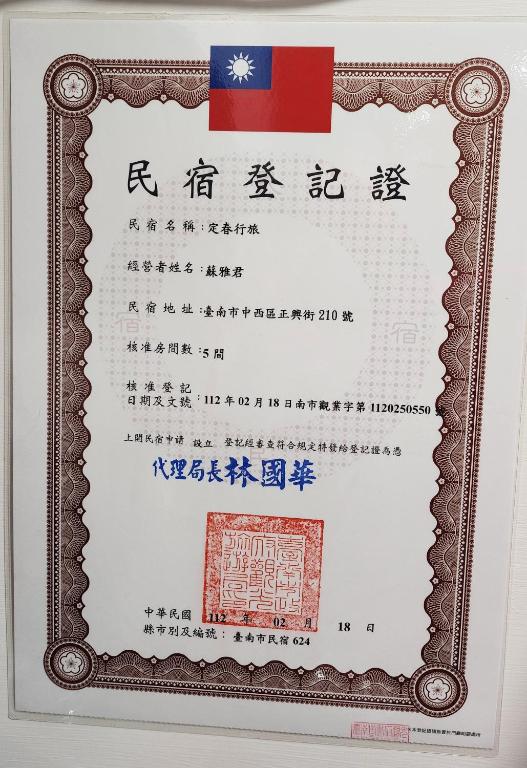 民宿登記證
民宿名稱:定春行旅
經營者姓名:蘇雅君
民宿地址:臺南市中西區正興街210號
核准房間數:5間
核准登記
日期及文號:112年02月18日南市觀業字第1120250550號
上開民宿申請 設立 登記經審查符合規定特發給登記證為憑
代理局長林國華
中華民國 112 年 02 月 18 日
縣市別及編號:臺南市民宿624